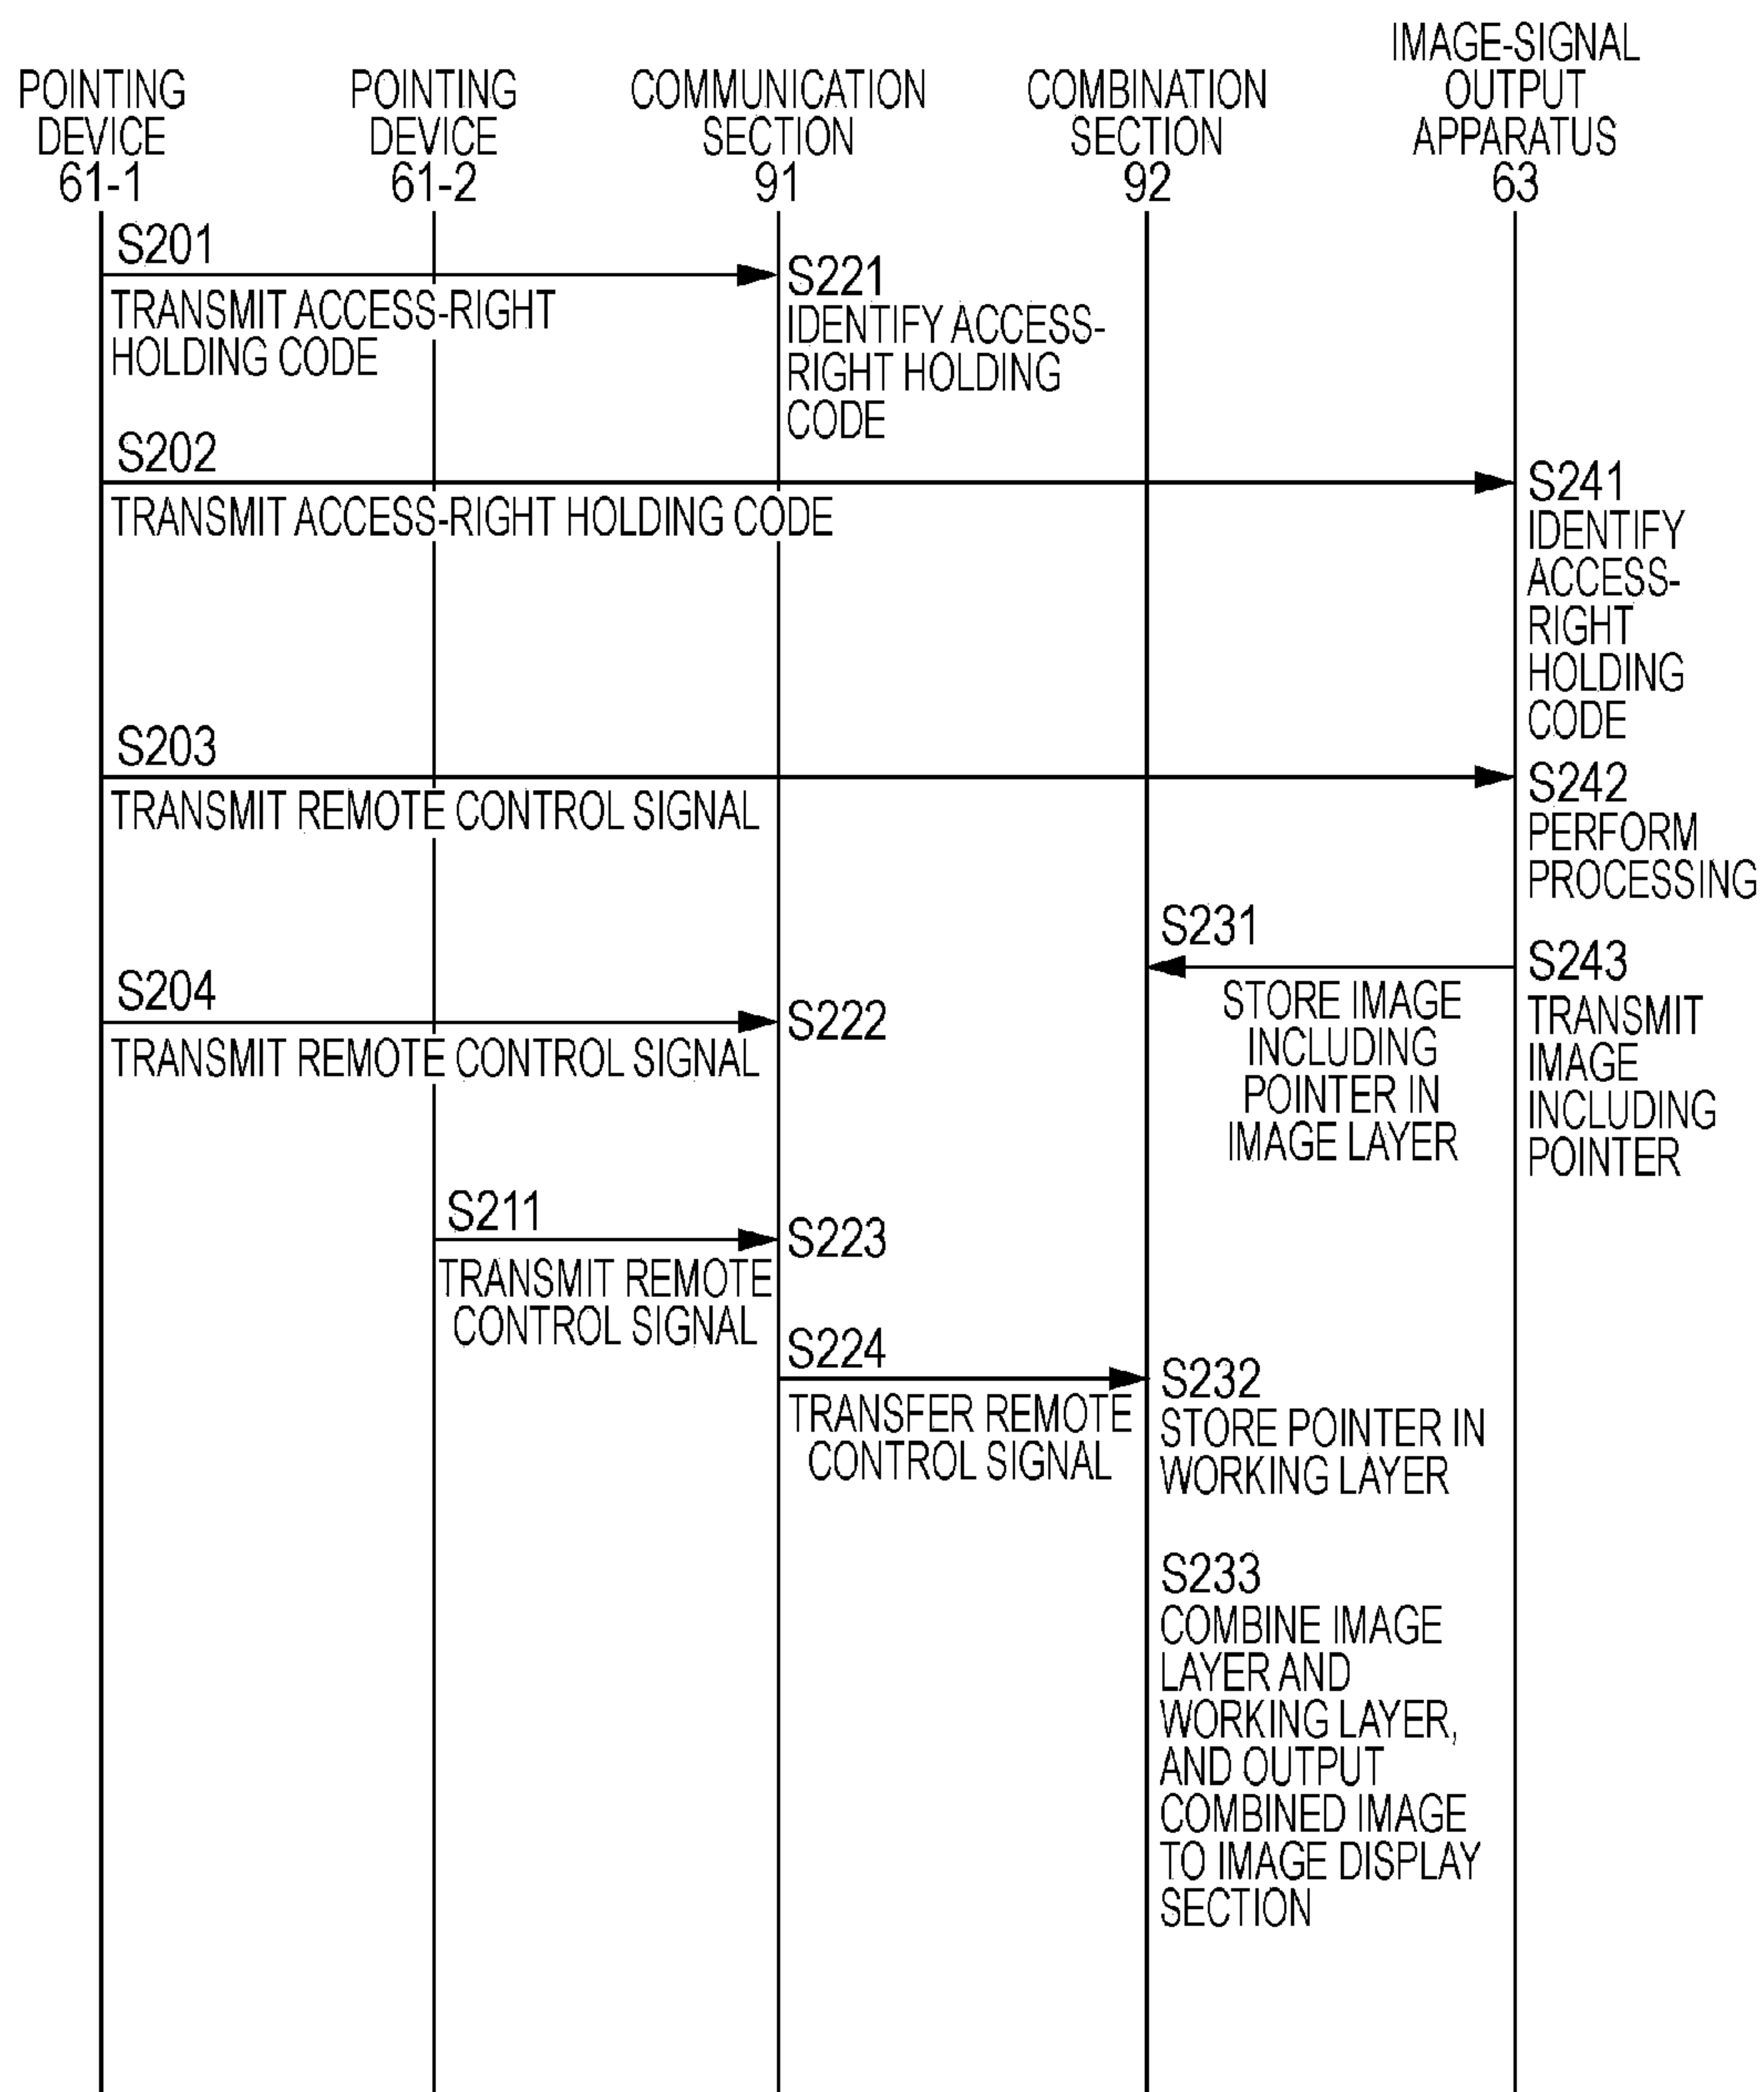 POINTING
DEVICE
61-1
POINTING
DEVICE
61-2
COMMUNICATION
SECTION
91
COMBINATION
SECTION
92
IMAGE-SIGNAL
OUTPUT
APPARATUS
63
S201
TRANSMIT ACCESS-RIGHT
HOLDING CODE
S221
IDENTIFY ACCESS-
RIGHT HOLDING
CODE
S202
TRANSMIT ACCESS-RIGHT HOLDING CODE
S241
IDENTIFY
ACCESS-
RIGHT
HOLDING
CODE
S203
TRANSMIT REMOTE CONTROL SIGNAL
S242
PERFORM
PROCESSING
S231
STORE IMAGE
INCLUDING
POINTER IN
IMAGE LAYER
S243
TRANSMIT
IMAGE
INCLUDING
POINTER
S204
TRANSMIT REMOTE CONTROL SIGNAL
S222
S211
TRANSMIT REMOTE
CONTROL SIGNAL
S223
S224
TRANSFER REMOTE
CONTROL SIGNAL
S232
STORE POINTER IN
WORKING LAYER
S233
COMBINE IMAGE
LAYER AND
WORKING LAYER,
AND OUTPUT
COMBINED IMAGE
TO IMAGE DISPLAY
SECTION